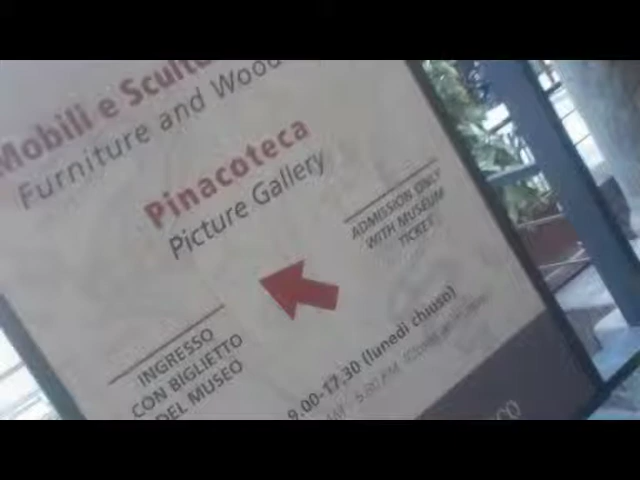 Mobili e Scultu
Furniture and Wood
Pinacoteca
Picture Gallery
ADMISSION ONLY
WITH MUSEUM
TICKET
INGRESSO
CON BIGLIETTO
DEL MUSEO
9.00-17.30 (lunedì chiuso)